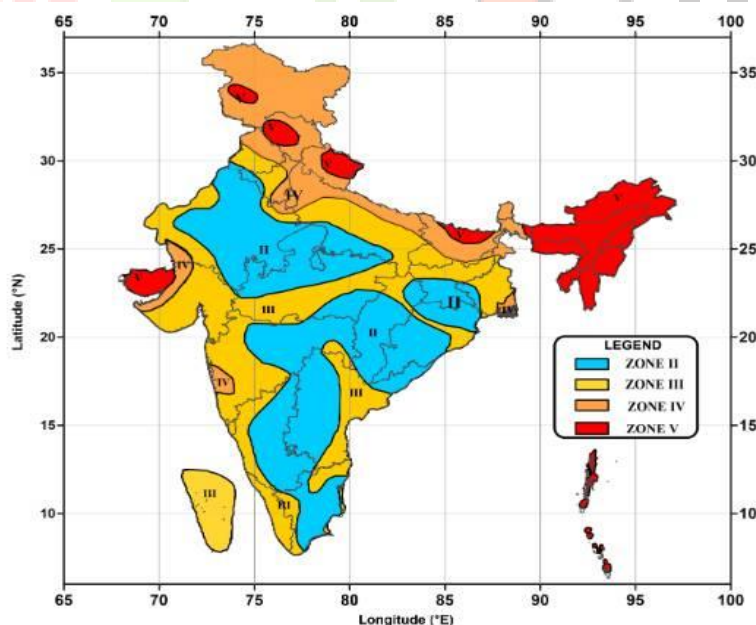 65 70 75 80 85 90 95 100
35 35
V
V
30 V 30
IV
V
V
25 II IV 25
V
II
20 III II 20
IV
III
15 15
III
III
10 10
65 70 75 80 85 90 95 100
Latitude (°N)
Longitude (°E)
LEGEND
ZONE II
ZONE III
ZONE IV
ZONE V